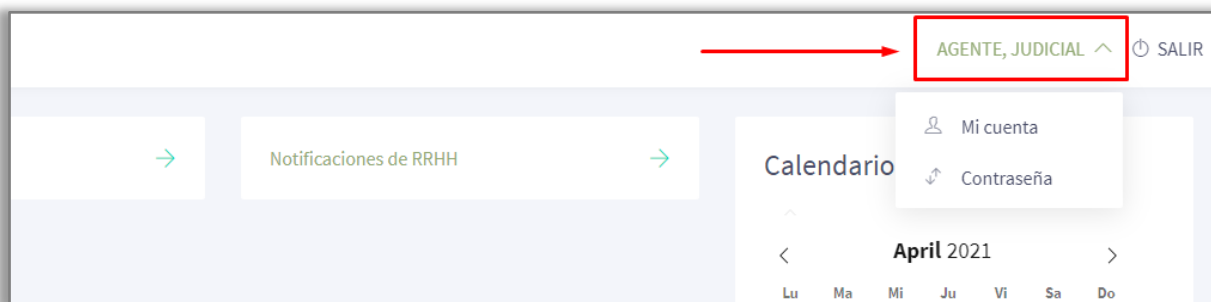 AGENTE, JUDICIAL SALIR
Mi cuenta
Notificaciones de RRHH
Calendario
Contraseña
April 2021
Lu Ma Mi Ju Vi Sa Do